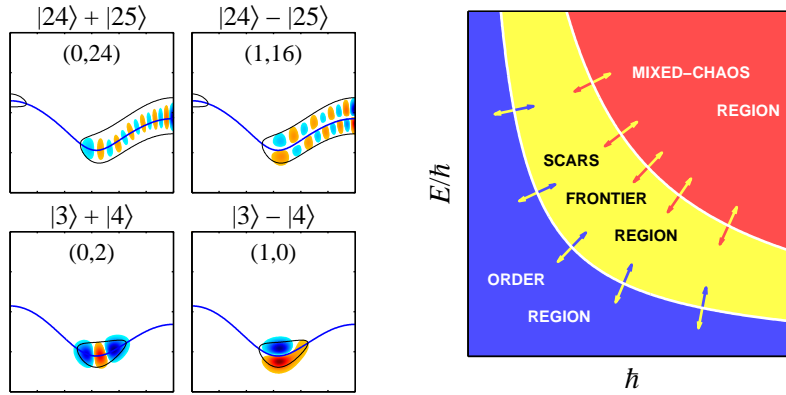 |24⟩ + |25⟩
(0,24)
|24⟩ − |25⟩
(1,16)
|3⟩ + |4⟩
(0,2)
|3⟩ − |4⟩
(1,0)
E/ħ
MIXED−CHAOS
REGION
SCARS
FRONTIER
REGION
ORDER
REGION
ħ